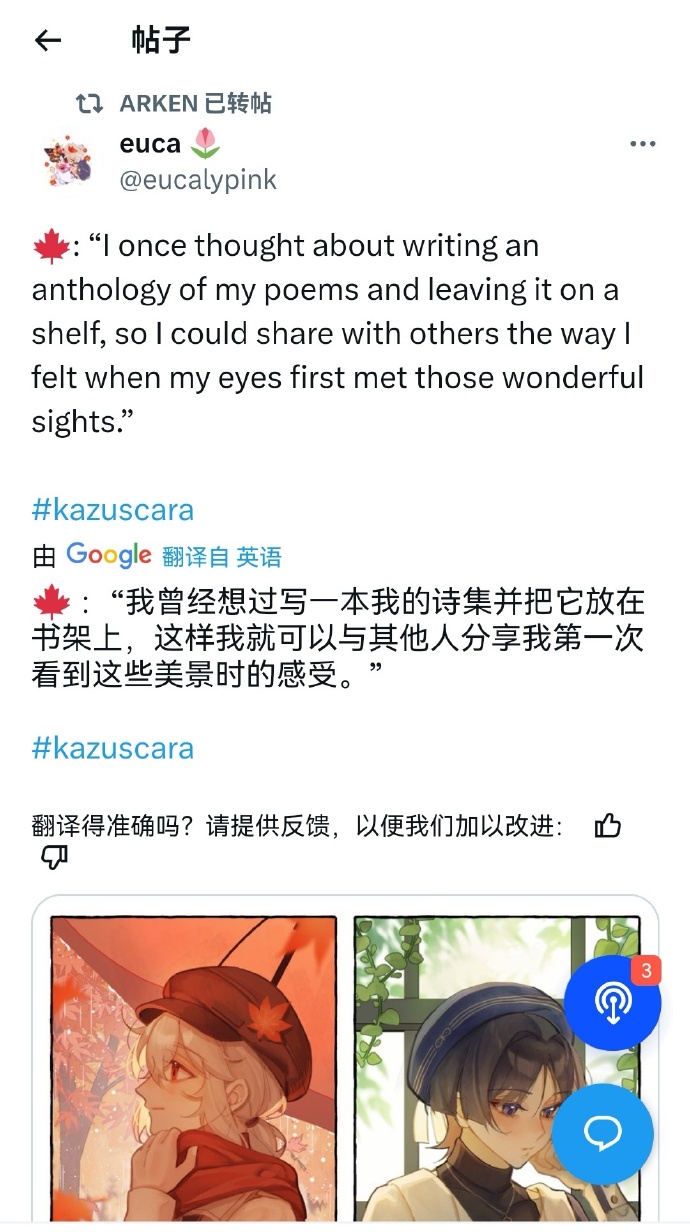 帖子
ARKEN 已转帖
euca🌷
@eucalypink
🍁: “I once thought about writing an
anthology of my poems and leaving it on a
shelf, so I could share with others the way I
felt when my eyes first met those wonderful
sights.”
#kazuscara
由 Google 翻译自 英语
🍁：“我曾经想过写一本我的诗集并把它放在
书架上，这样我就可以与其他人分享我第一次
看到这些美景时的感受。”
#kazuscara
翻译得准确吗？请提供反馈，以便我们加以改进：
3